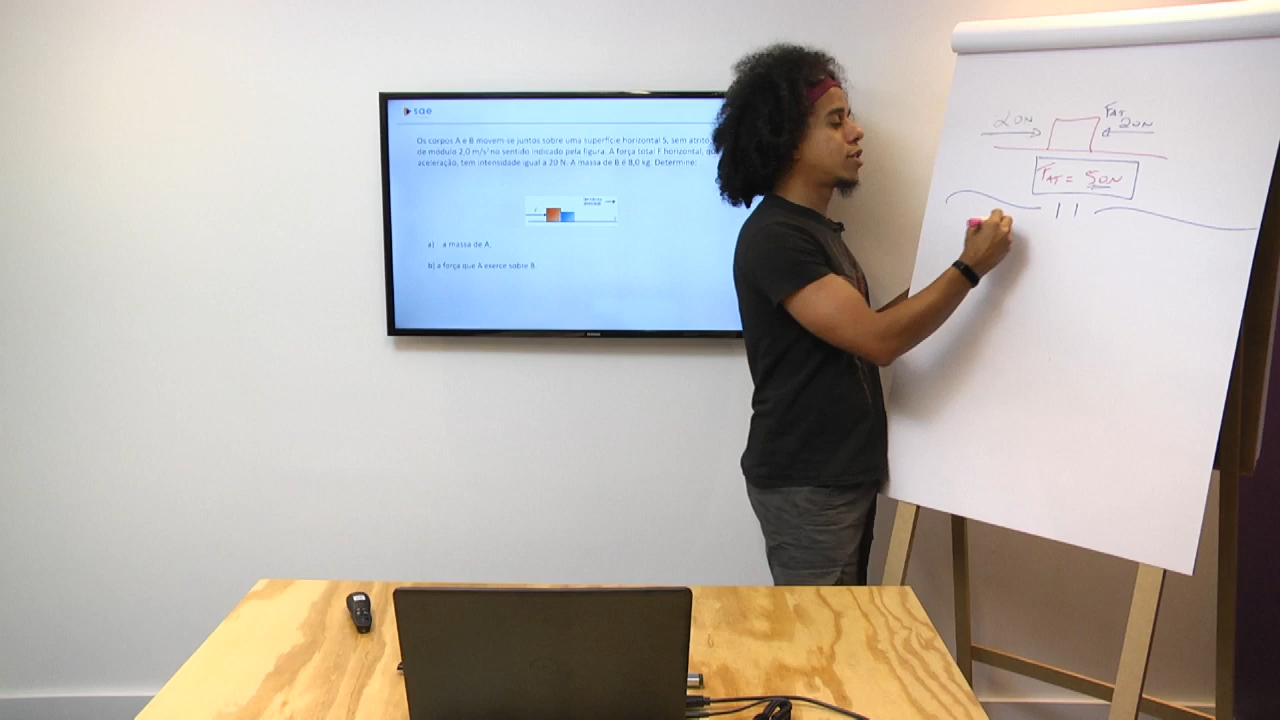 sae
Os corpos A e B movem-se juntos sobre uma superfície horizontal S, sem atrito,
de módulo 2,0 m/s² no sentido indicado pela figura. A força total F horizontal, qu
aceleração, tem intensidade igual a 20 N. A massa de B é 8,0 kg. Determine:
a) a massa de A.
b) a força que A exerce sobre B.
20N
FAT
20N
FAT = 50N